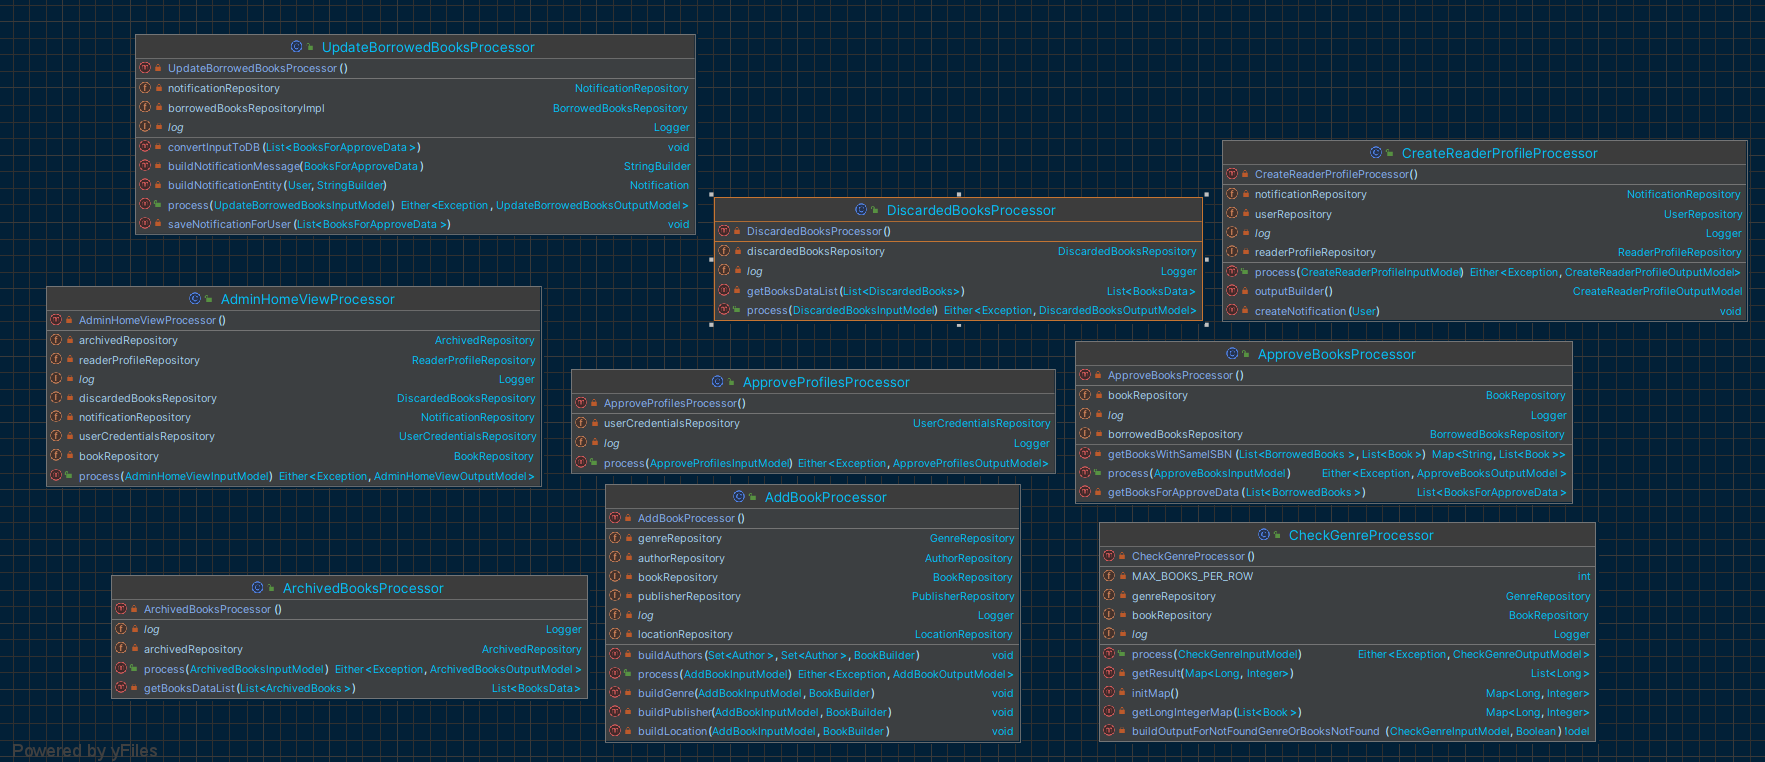 UpdateBorrowedBooksProcessor
UpdateBorrowedBooksProcessor()
notificationRepository NotificationRepository
borrowedBooksRepositoryImpl BorrowedBooksRepository
log Logger
convertInputToDB(List<BooksForApproveData>) void
buildNotificationMessage(BooksForApproveData) StringBuilder
buildNotificationEntity(User, StringBuilder) Notification
process(UpdateBorrowedBooksInputModel) Either<Exception, UpdateBorrowedBooksOutputModel>
saveNotificationForUser(List<BooksForApproveData>) void
CreateReaderProfileProcessor
CreateReaderProfileProcessor()
notificationRepository NotificationRepository
userRepository UserRepository
log Logger
readerProfileRepository ReaderProfileRepository
process(CreateReaderProfileInputModel) Either<Exception, CreateReaderProfileOutputModel>
outputBuilder() CreateReaderProfileOutputModel
createNotification(User) void
DiscardedBooksProcessor
DiscardedBooksProcessor()
discardedBooksRepository DiscardedBooksRepository
log Logger
getBooksDataList(List<DiscardedBooks>) List<BooksData>
process(DiscardedBooksInputModel) Either<Exception, DiscardedBooksOutputModel>
AdminHomeViewProcessor
AdminHomeViewProcessor()
archivedRepository ArchivedRepository
readerProfileRepository ReaderProfileRepository
log Logger
discardedBooksRepository DiscardedBooksRepository
notificationRepository NotificationRepository
userCredentialsRepository UserCredentialsRepository
bookRepository BookRepository
process(AdminHomeViewInputModel) Either<Exception, AdminHomeViewOutputModel>
ApproveProfilesProcessor
ApproveProfilesProcessor()
userCredentialsRepository UserCredentialsRepository
log Logger
process(ApproveProfilesInputModel) Either<Exception, ApproveProfilesOutputModel>
ApproveBooksProcessor
ApproveBooksProcessor()
bookRepository BookRepository
log Logger
borrowedBooksRepository BorrowedBooksRepository
getBooksWithSameISBN(List<BorrowedBooks>, List<Book>) Map<String, List<Book>>
process(ApproveBooksInputModel) Either<Exception, ApproveBooksOutputModel>
getBooksForApproveData(List<BorrowedBooks>) List<BooksForApproveData>
AddBookProcessor
AddBookProcessor()
genreRepository GenreRepository
authorRepository AuthorRepository
bookRepository BookRepository
publisherRepository PublisherRepository
log Logger
locationRepository LocationRepository
buildAuthors(Set<Author>, Set<Author>, BookBuilder) void
process(AddBookInputModel) Either<Exception, AddBookOutputModel>
buildGenre(AddBookInputModel, BookBuilder) void
buildPublisher(AddBookInputModel, BookBuilder) void
buildLocation(AddBookInputModel, BookBuilder) void
CheckGenreProcessor
CheckGenreProcessor()
MAX_BOOKS_PER_ROW int
genreRepository GenreRepository
bookRepository BookRepository
log Logger
process(CheckGenreInputModel) Either<Exception, CheckGenreOutputModel>
getResult(Map<Long, Integer>) List<Long>
initMap() Map<Long, Integer>
getLongIntegerMap(List<Book>) Map<Long, Integer>
buildOutputForNotFoundGenreOrBooksNotFound(CheckGenreInputModel, Boolean)
ArchivedBooksProcessor
ArchivedBooksProcessor()
log Logger
archivedRepository ArchivedRepository
process(ArchivedBooksInputModel) Either<Exception, ArchivedBooksOutputModel>
getBooksDataList(List<ArchivedBooks>) List<BooksData>
Powered by yFiles